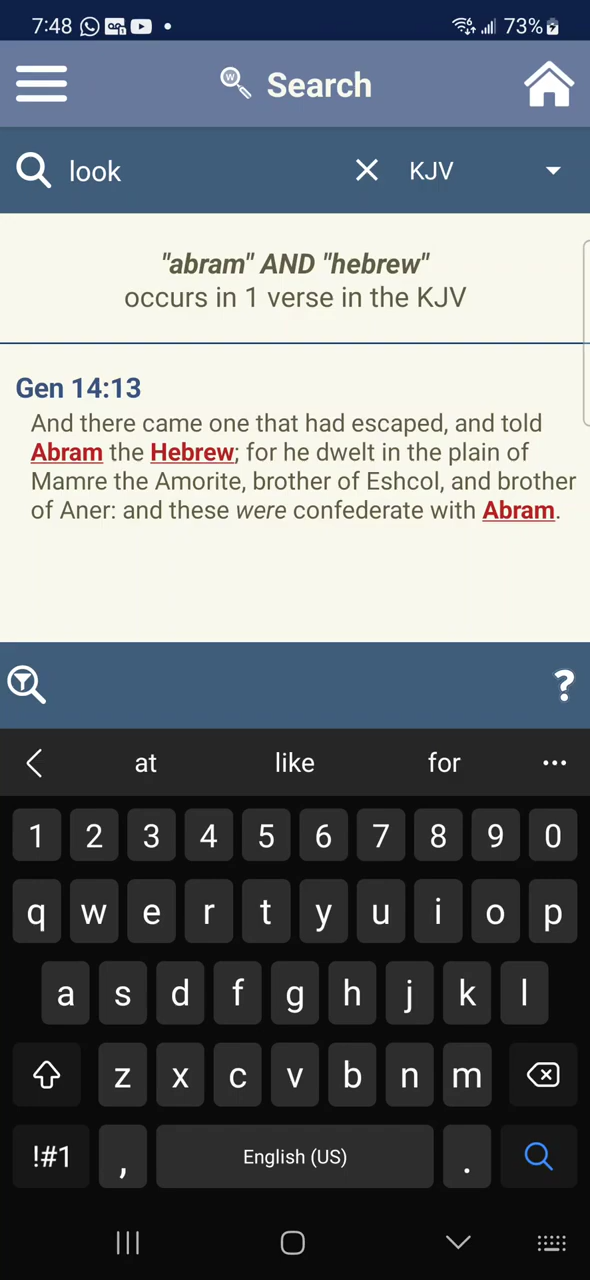 7:48 73%
Search
look KJV
"abram" AND "hebrew"
occurs in 1 verse in the KJV
Gen 14:13
And there came one that had escaped, and told
Abram the Hebrew; for he dwelt in the plain of
Mamre the Amorite, brother of Eshcol, and brother
of Aner: and these were confederate with Abram.
?
at like for ...
1 2 3 4 5 6 7 8 9 0
q w e r t y u i o p
a s d f g h j k l
z x c v b n m
!#1 , English (US) .